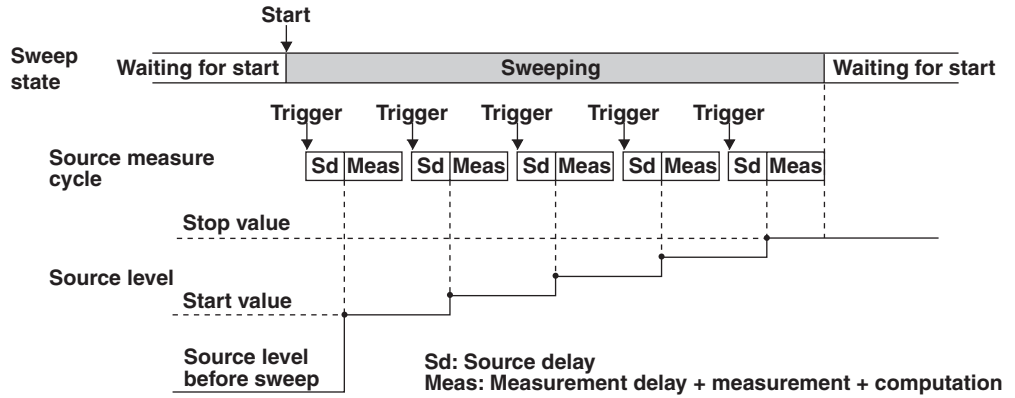 Start
Sweep
state
Waiting for start
Sweeping
Waiting for start
Trigger Trigger Trigger Trigger Trigger
Source measure
cycle
Sd Meas Sd Meas Sd Meas Sd Meas Sd Meas
Stop value
Source level
Start value
Source level
before sweep
Sd: Source delay
Meas: Measurement delay + measurement + computation